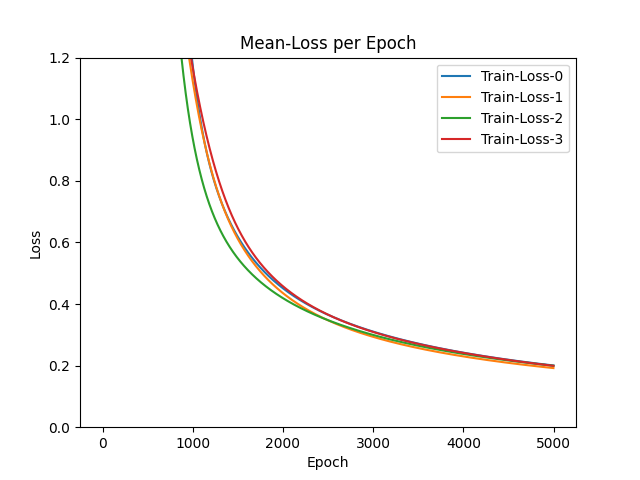 Mean-Loss per Epoch
Train-Loss-0
Train-Loss-1
Train-Loss-2
Train-Loss-3
Loss
1.2
1.0
0.8
0.6
0.4
0.2
0.0
0 1000 2000 3000 4000 5000
Epoch